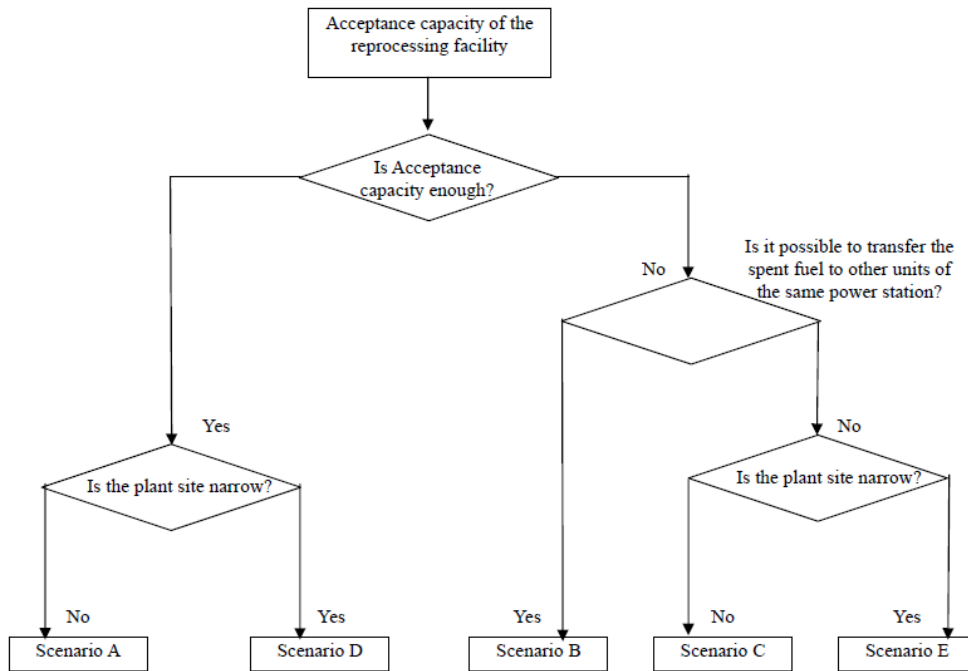 Acceptance capacity of the
reprocessing facility
Is Acceptance
capacity enough?
Is it possible to transfer the
spent fuel to other units of
the same power station?
No
Yes
No
Is the plant site narrow?
Is the plant site narrow?
No
Yes
Yes
No
Yes
Scenario A
Scenario D
Scenario B
Scenario C
Scenario E